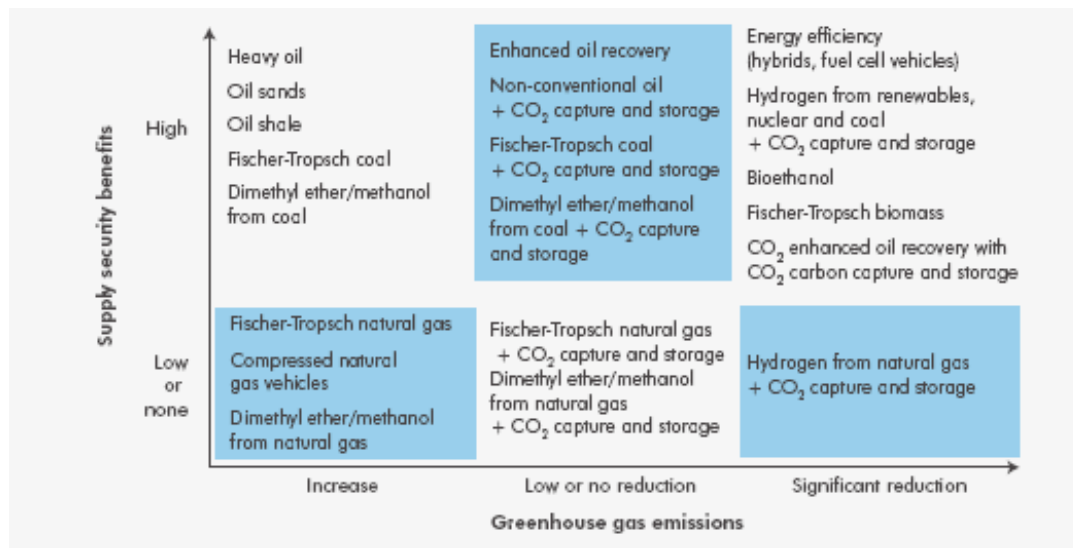 Supply security benefits
High
Heavy oil
Oil sands
Oil shale
Fischer-Tropsch coal
Dimethyl ether/methanol
from coal
Enhanced oil recovery
Non-conventional oil
+ CO₂ capture and storage
Fischer-Tropsch coal
+ CO₂ capture and storage
Dimethyl ether/methanol
from coal + CO₂ capture
and storage
Energy efficiency
(hybrids, fuel cell vehicles)
Hydrogen from renewables,
nuclear and coal
+ CO₂ capture and storage
Bioethanol
Fischer-Tropsch biomass
CO₂ enhanced oil recovery with
CO₂ carbon capture and storage
Low
or
none
Fischer-Tropsch natural gas
Compressed natural
gas vehicles
Dimethyl ether/methanol
from natural gas
Fischer-Tropsch natural gas
+ CO₂ capture and storage
Dimethyl ether/methanol
from natural gas
+ CO₂ capture and storage
Hydrogen from natural gas
+ CO₂ capture and storage
Increase
Low or no reduction
Significant reduction
Greenhouse gas emissions